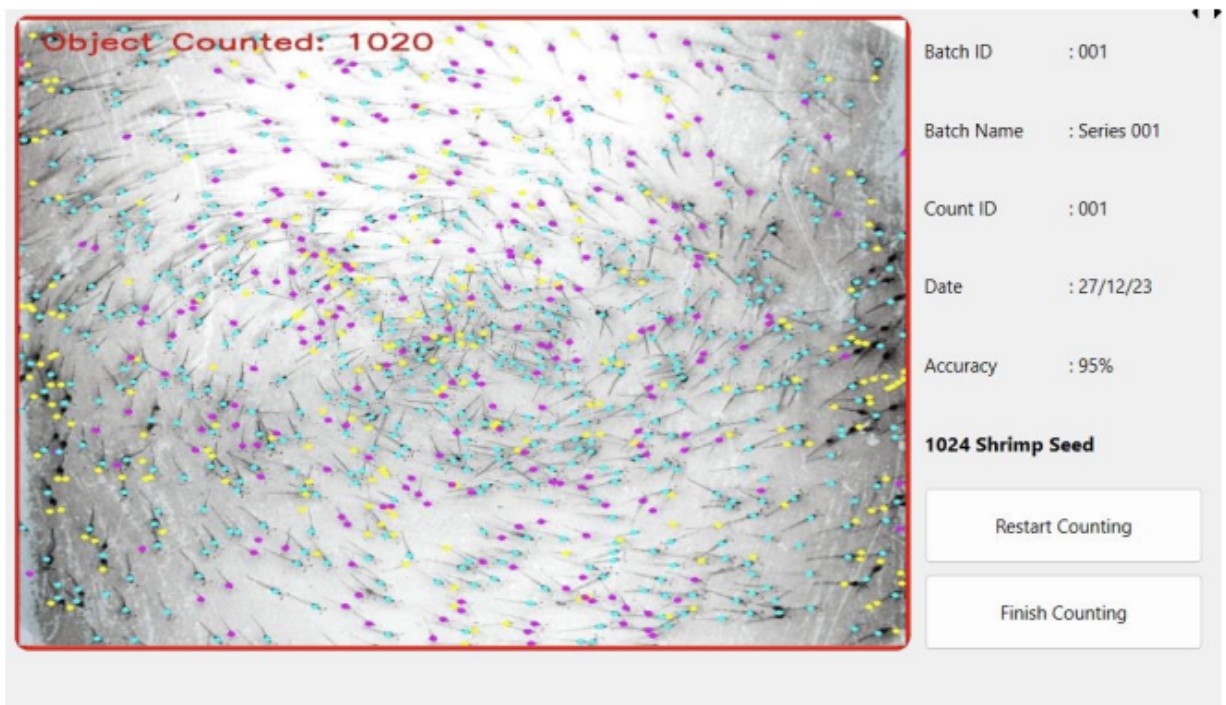 Object Counted: 1020
Batch ID : 001
Batch Name : Series 001
Count ID : 001
Date : 27/12/23
Accuracy : 95%
1024 Shrimp Seed
Restart Counting
Finish Counting